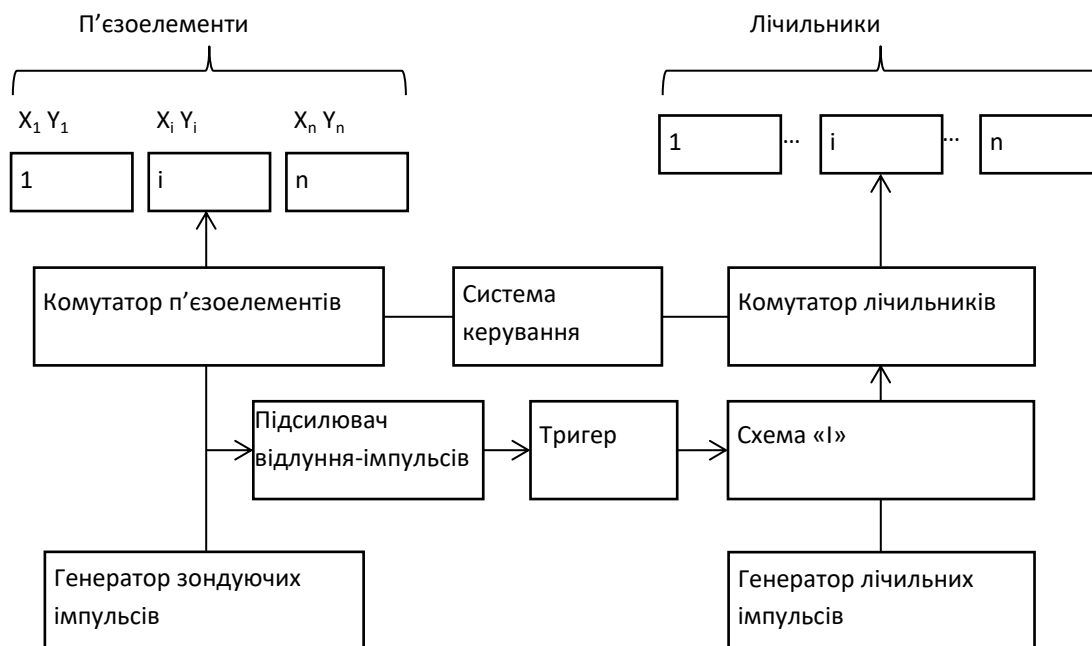 П’єзоелементи
Лічильники
X₁ Y₁
Xᵢ Yᵢ
Xₙ Yₙ
1
i
n
1
...
i
...
n
Комутатор п’єзоелементів
Система
керування
Комутатор лічильників
Підсилювач
відлуння-імпульсів
Тригер
Схема «І»
Генератор зондуючих
імпульсів
Генератор лічильних
імпульсів